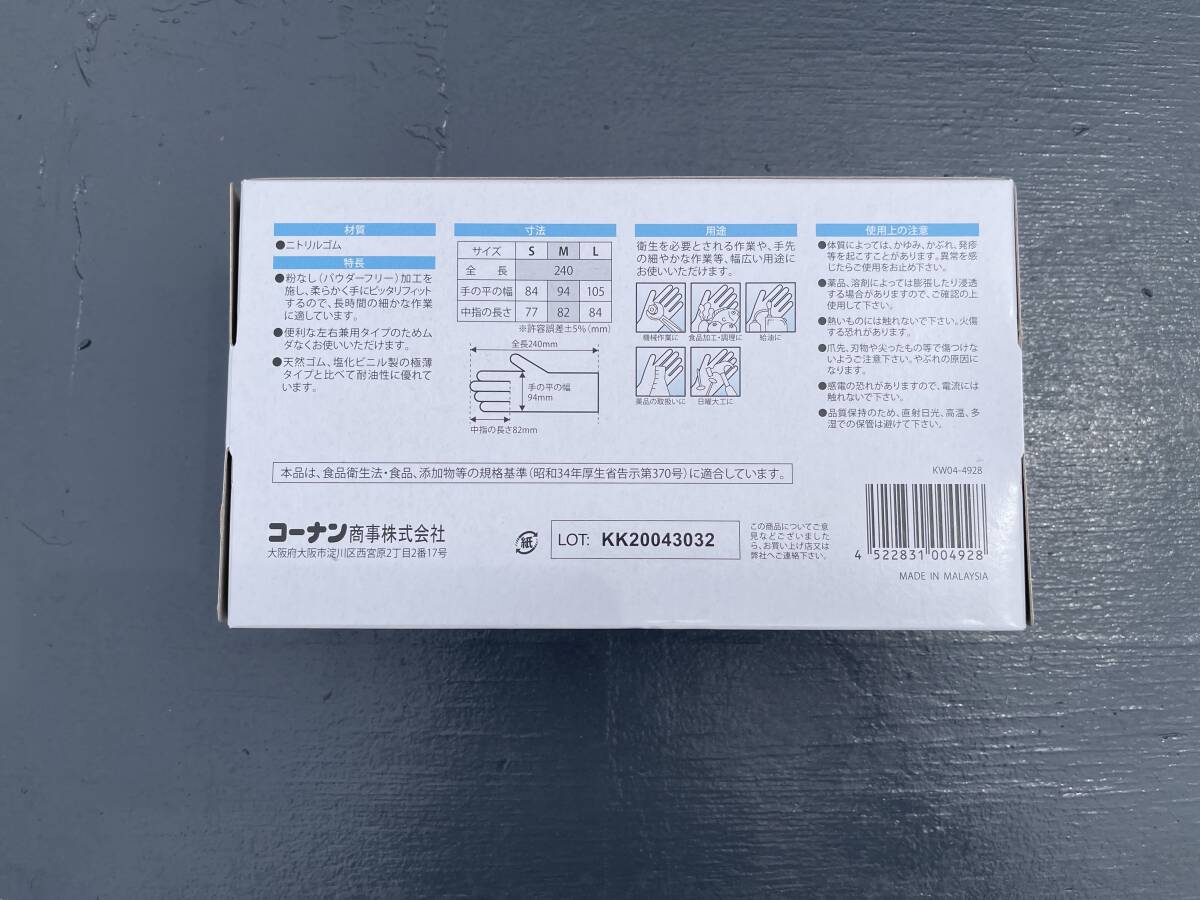 材質
●ニトリルゴム
特長
●粉なし(パウダーフリー)加工を
施し、柔らかく手にピッタリフィット
するので、長時間の細かな作業
に適しています。
●便利な左右兼用タイプのためム
ダなくお使いいただけます。
●天然ゴム、塩化ビニル製の極薄
タイプと比べて耐油性に優れて
います。
寸法
サイズ S M L
全長 240
手の平の幅 84 94 105
中指の長さ 77 82 84
※許容誤差±5%(mm)
全長240mm
手の平の幅
94mm
中指の長さ82mm
用途
衛生を必要とされる作業や、手先
の細やかな作業等、幅広い用途に
お使いいただけます。
機械作業に 食品加工・調理に 給油に
薬品の取扱いに 日曜大工に
使用上の注意
●体質によっては、かゆみ、かぶれ、発疹
等を起こすことがあります。異常を感
じたらご使用をお止め下さい。
●薬品、溶剤によっては膨張したり浸透
する場合がありますので、ご確認の上
使用して下さい。
●熱いものには触れないで下さい。火傷
する恐れがあります。
●爪先、刃物や尖ったもの等で傷つけな
いようご注意下さい。やぶれの原因に
なります。
●感電の恐れがありますので、電流には
触れないで下さい。
●品質保持のため、直射日光、高温、多
湿での保管は避けて下さい。
本品は、食品衛生法・食品、添加物等の規格基準(昭和34年厚生省告示第370号)に適合しています。
KW04-4928
コーナン商事株式会社
大阪府大阪市淀川区西宮原2丁目2番17号
紙
LOT: KK20043032
この商品についてご意
見などございました
ら、お買い上げ店又は
弊社へご連絡下さい。
4 522831 004928
MADE IN MALAYSIA